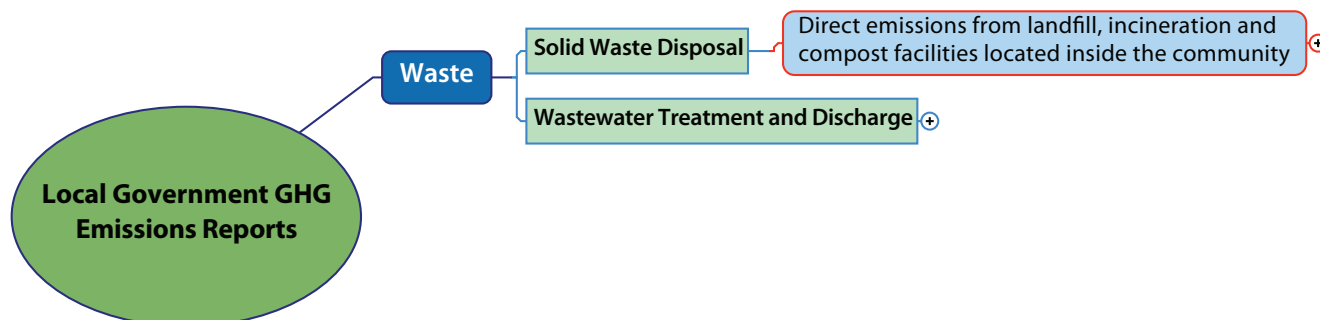 Local Government GHG
Emissions Reports
Waste
Solid Waste Disposal
Direct emissions from landfill, incineration and
compost facilities located inside the community
Wastewater Treatment and Discharge